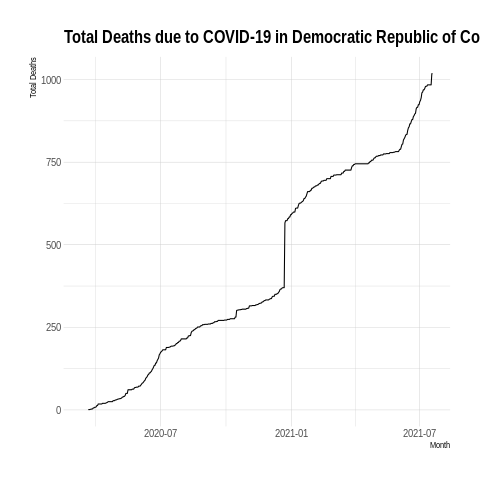 Total Deaths due to COVID-19 in Democratic Republic of Co
Total Deaths
1000
750
500
250
0
2020-07
2021-01
2021-07
Month